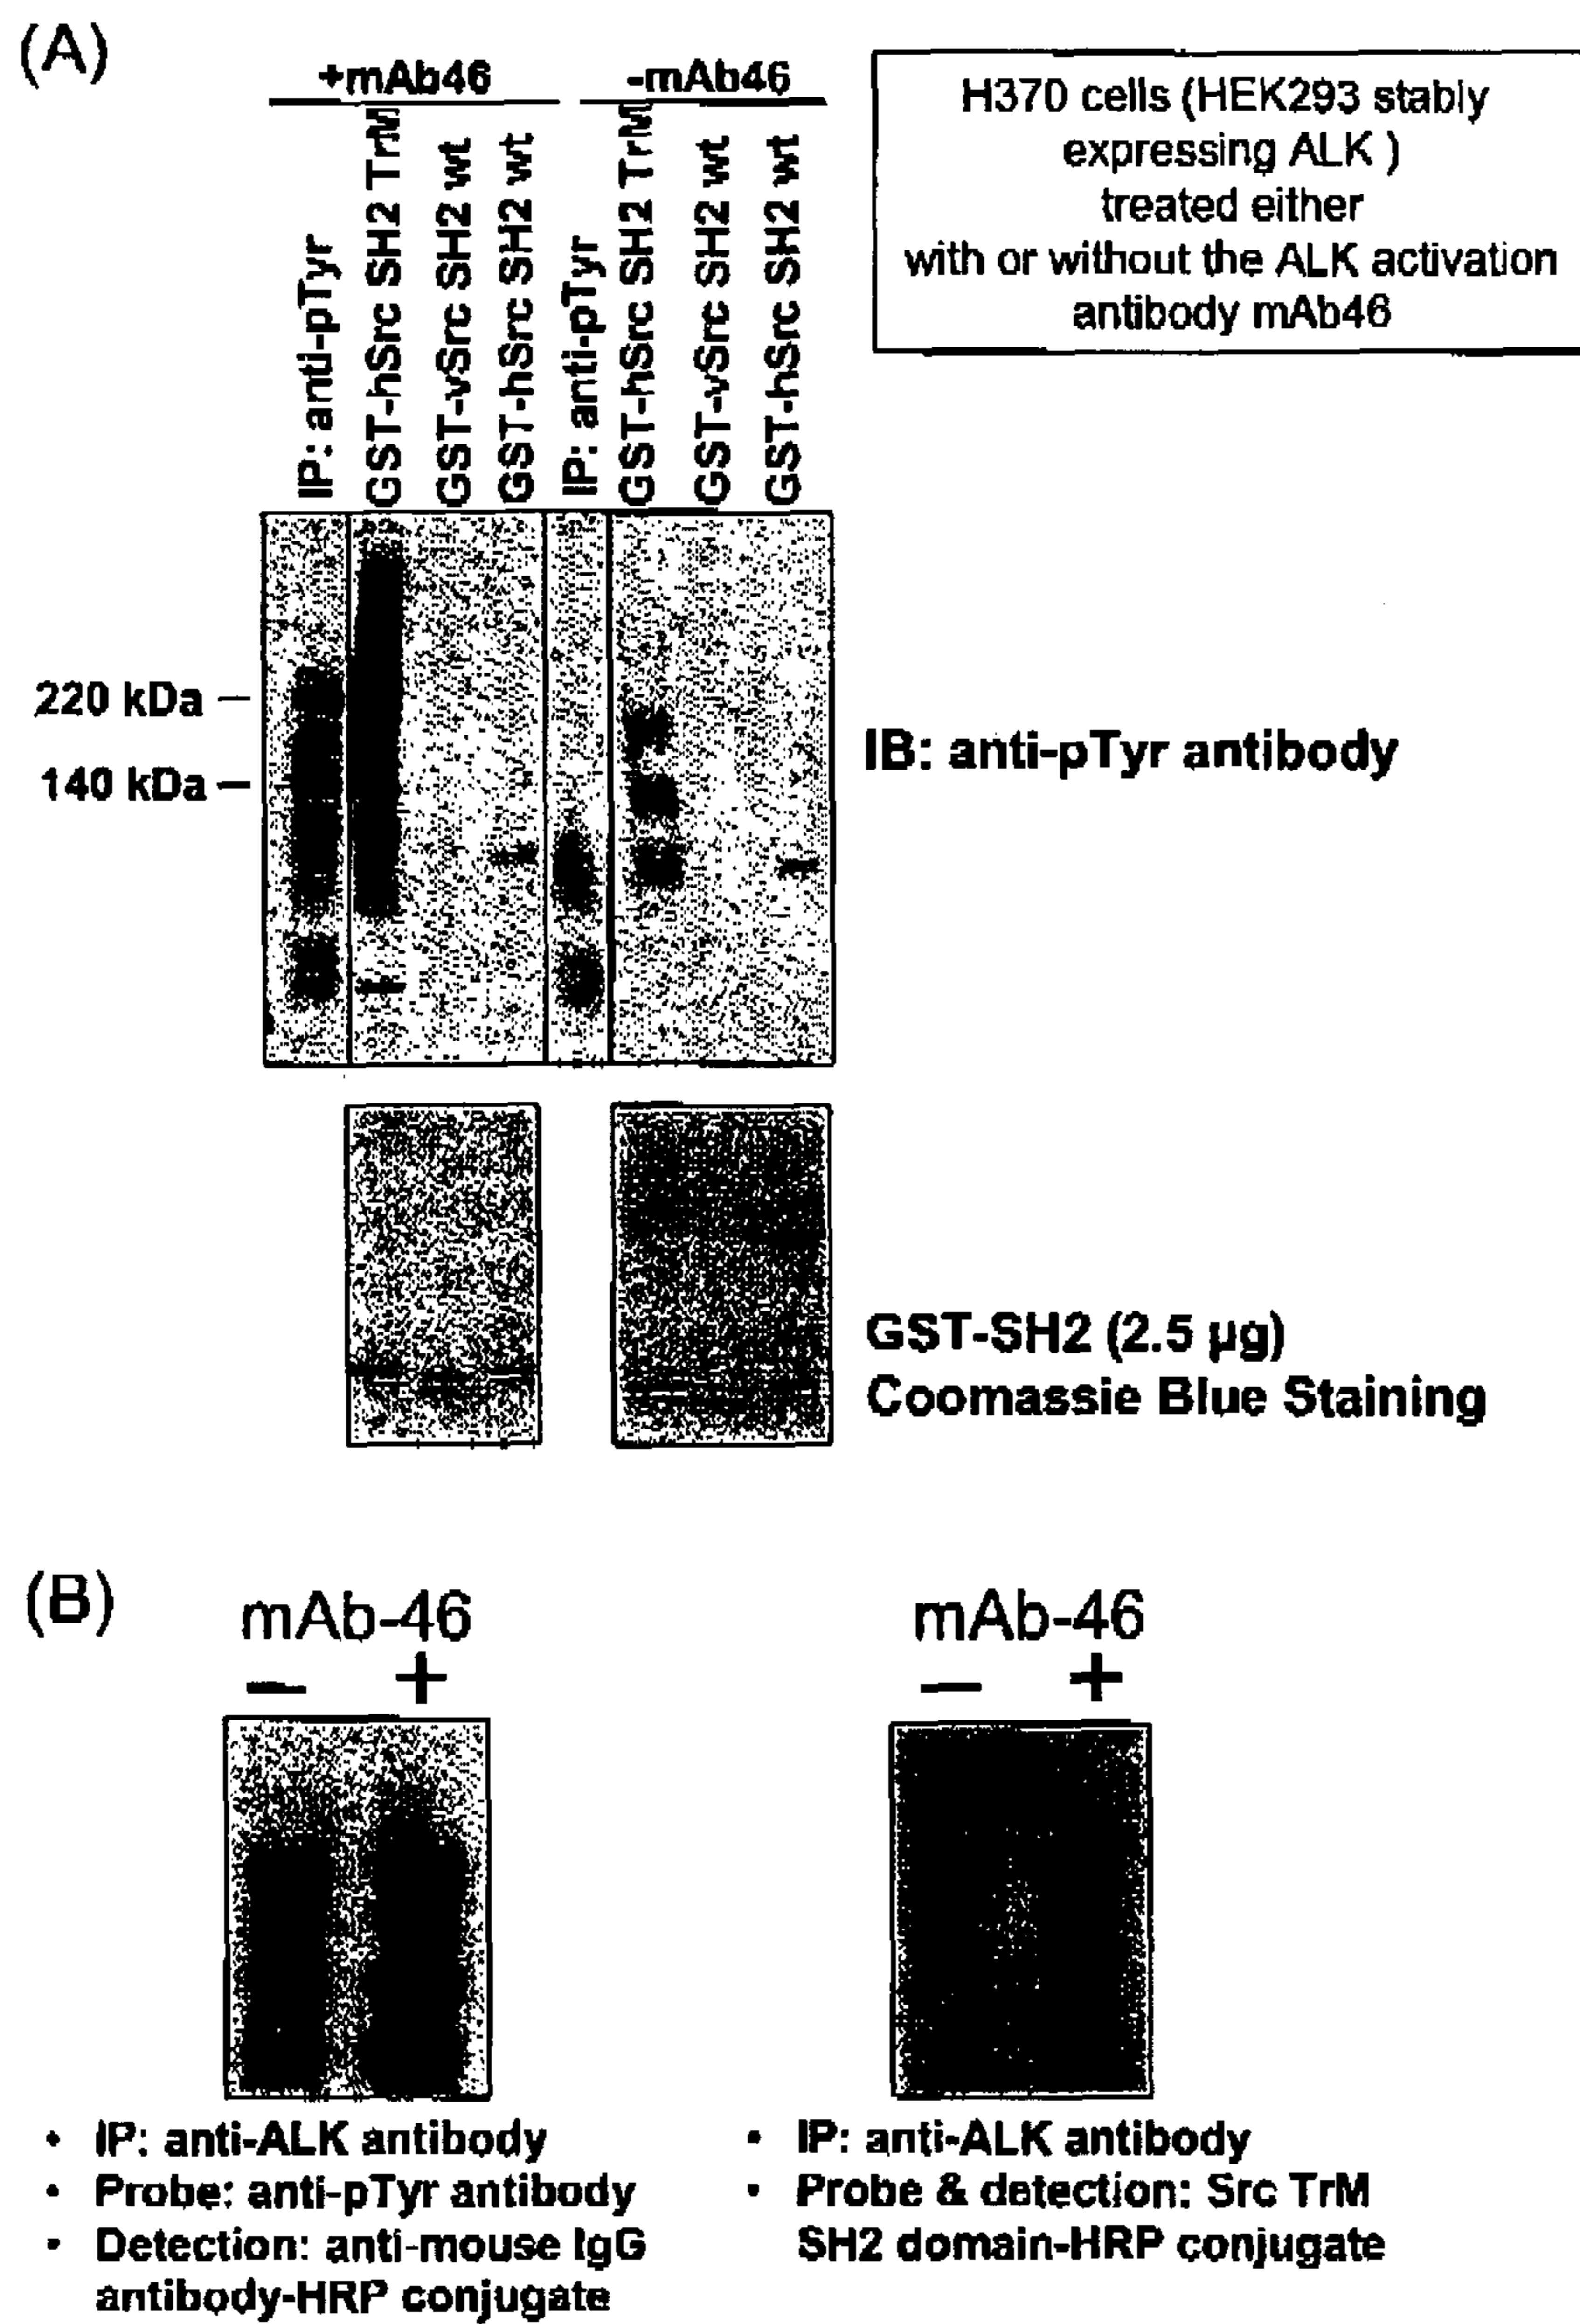 (A)
+mAb46
-mAb46
IP: anti-pTyr
GST-hSrc SH2 TrM
GST-vSrc SH2 wt
GST-hSrc SH2 wt
IP: anti-pTyr
GST-hSrc SH2 TrM
GST-vSrc SH2 wt
GST-hSrc SH2 wt
H370 cells (HEK293 stably
expressing ALK )
treated either
with or without the ALK activation
antibody mAb46
220 kDa
140 kDa
IB: anti-pTyr antibody
GST-SH2 (2.5 µg)
Coomassie Blue Staining
(B)
mAb-46
− +
mAb-46
− +
• IP: anti-ALK antibody
• Probe: anti-pTyr antibody
• Detection: anti-mouse IgG
antibody-HRP conjugate
• IP: anti-ALK antibody
• Probe & detection: Src TrM
SH2 domain-HRP conjugate